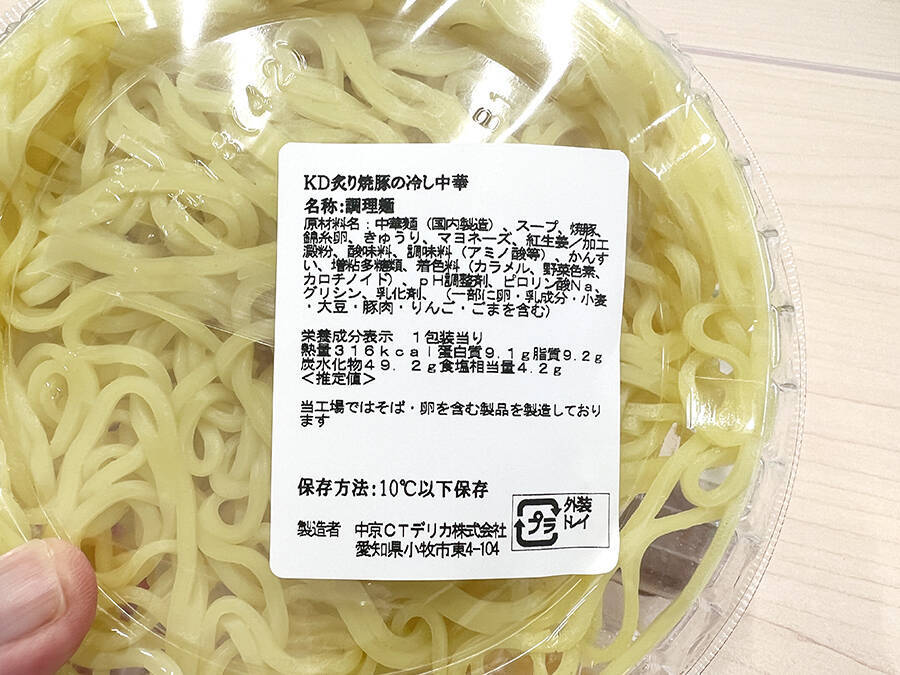 KD炙り焼豚の冷し中華
名称:調理麺
原材料名：中華麺（国内製造）、スープ、焼豚、
錦糸卵、きゅうり、マヨネーズ、紅生姜／加工
澱粉、酸味料、調味料（アミノ酸等）、かんす
い、増粘多糖類、着色料（カラメル、野菜色素、
カロチノイド）、ｐＨ調整剤、ピロリン酸Ｎａ、
グリシン、乳化剤、（一部に卵・乳成分・小麦
・大豆・豚肉・りんご・ごまを含む）
栄養成分表示　１包装当り
熱量３１６ｋｃａｌ蛋白質９.１ｇ脂質９.２ｇ
炭水化物４９．２ｇ食塩相当量４.２ｇ
＜推定値＞
当工場ではそば・卵を含む製品を製造しており
ます
保存方法:10℃以下保存
製造者　中京CTデリカ株式会社
愛知県小牧市東4-104
プラ
外装
トレイ